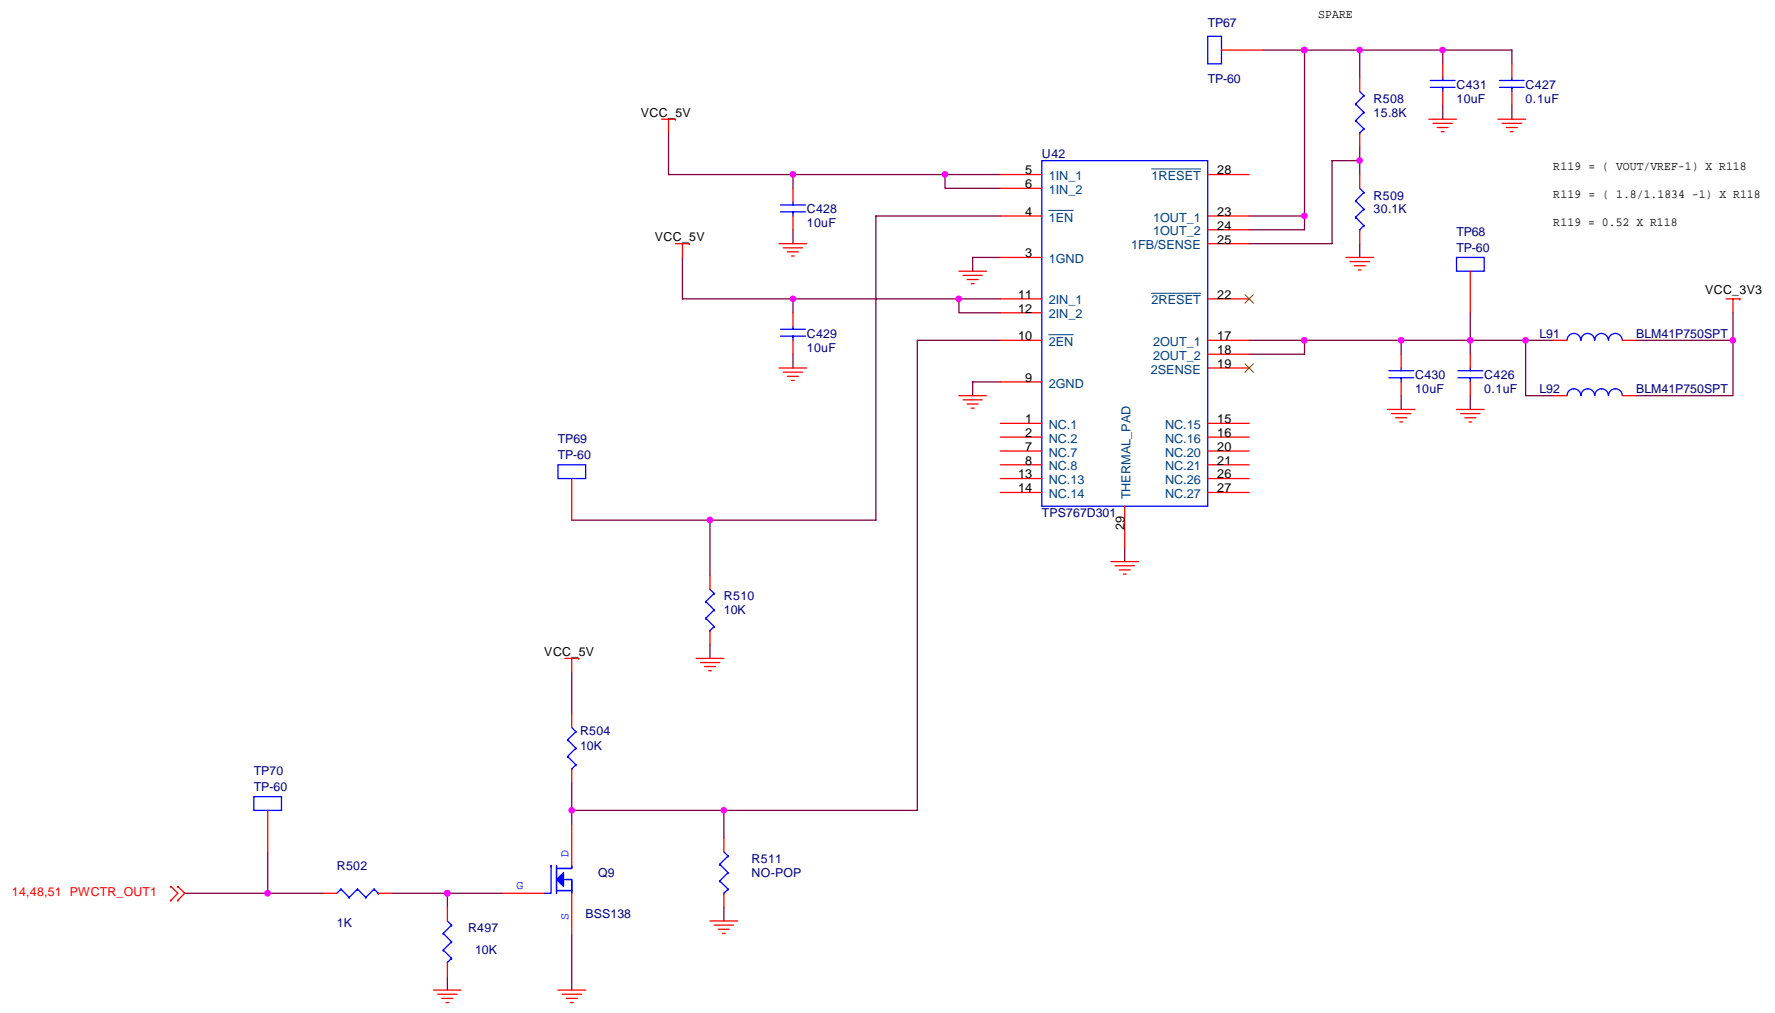 SPARE
TP67
TP-60
C431
10uF
C427
0.1uF
R508
15.8K
VCC_5V
U42
R119 = ( VOUT/VREF-1) X R118
R119 = ( 1.8/1.1834 -1) X R118
R119 = 0.52 X R118
5 1IN_1
6 1IN_2
4 1EN
3 1GND
11 2IN_1
12 2IN_2
10 2EN
9 2GND
1 NC.1
2 NC.2
7 NC.7
8 NC.8
13 NC.13
14 NC.14
1RESET 28
1OUT_1 23
1OUT_2 24
1FB/SENSE 25
2RESET 22
2OUT_1 17
2OUT_2 18
2SENSE 19
NC.15 15
NC.16 16
NC.20 20
NC.21 21
NC.26 26
NC.27 27
THERMAL_PAD
29
TPS767D301
C428
10uF
R509
30.1K
VCC_5V
TP68
TP-60
VCC_3V3
C429
10uF
L91 BLM41P750SPT
C430
10uF
C426
0.1uF
L92 BLM41P750SPT
TP69
TP-60
R510
10K
VCC_5V
R504
10K
TP70
TP-60
R502
1K
14,48,51 PWCTR_OUT1
D
G
S
Q9
BSS138
R511
NO-POP
R497
10K